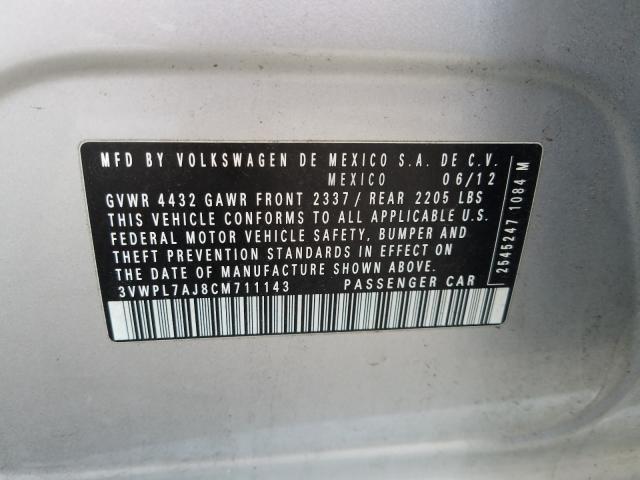 MFD BY VOLKSWAGEN DE MEXICO S.A. DE C.V.
MEXICO 06/12
GVWR 4432 GAWR FRONT 2337/ REAR 2205 LBS
THIS VEHICLE CONFORMS TO ALL APPLICABLE U.S.
FEDERAL MOTOR VEHICLE SAFETY, BUMPER AND
THEFT PREVENTION STANDARDS IN EFFECT ON
THE DATE OF MANUFACTURE SHOWN ABOVE.
3VWPL7AJ8CM711143 PASSENGER CAR
2545247 1084 M